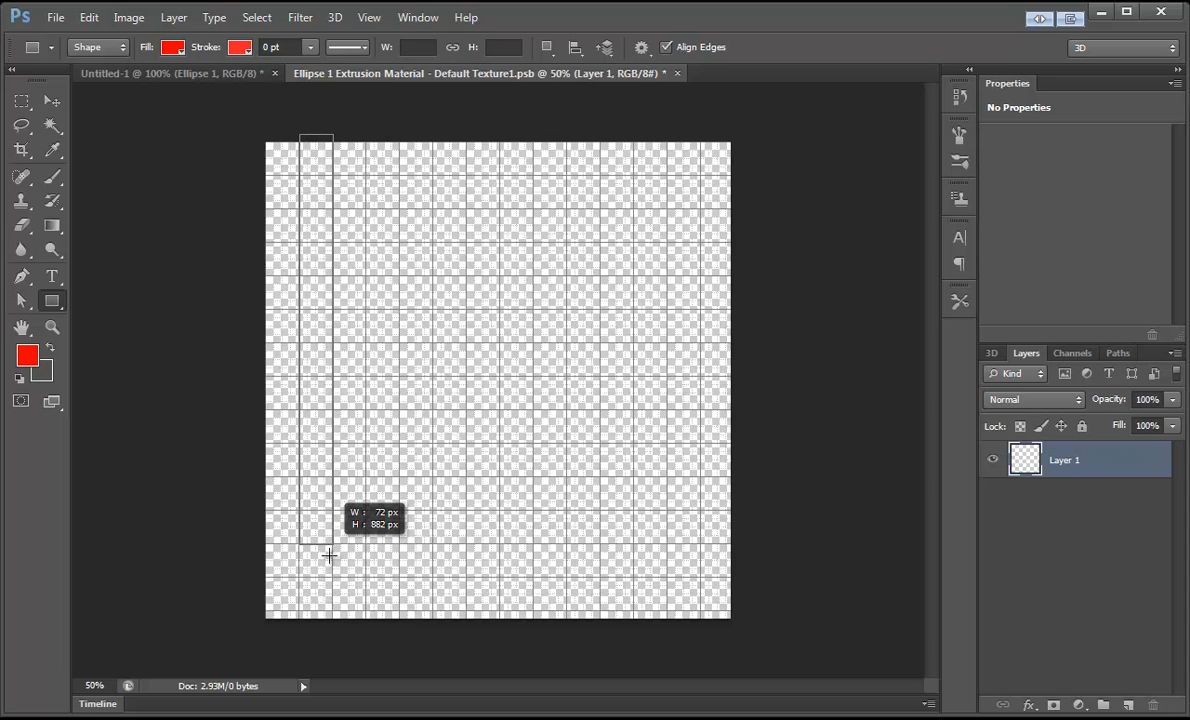 Ps File Edit Image Layer Type Select Filter 3D View Window Help
Shape Fill: Stroke: 0 pt W: H: Align Edges 3D
Untitled-1 @ 100% (Ellipse 1, RGB/8) * × Ellipse 1 Extrusion Material - Default Texture1.psb @ 50% (Layer 1, RGB/8#) * ×
Properties
No Properties
T
A
W : 72 px
H : 882 px
3D Layers Channels Paths
Kind T
Normal Opacity: 100%
Lock: Fill: 100%
Layer 1
50% Doc: 2.93M/0 bytes
fx
Timeline